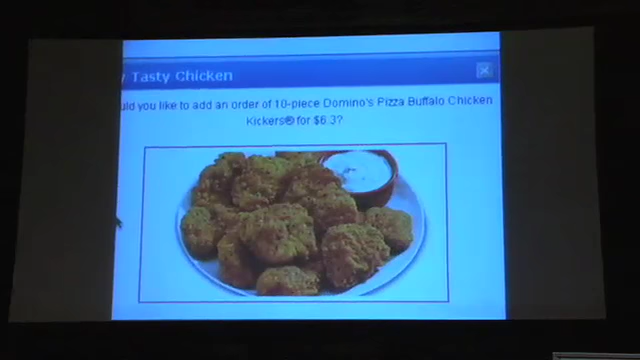 y Tasty Chicken
uld you like to add an order of 10-piece Domino's Pizza Buffalo Chicken
Kickers® for $6.3?